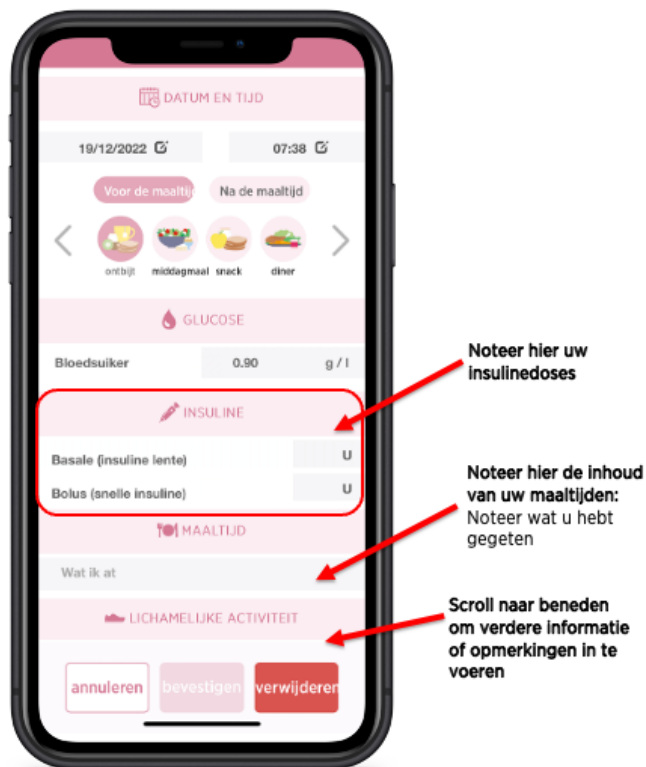 DATUM EN TIJD
19/12/2022 07:38
Voor de maaltij Na de maaltijd
ontbijt middagmaal snack diner
GLUCOSE
Bloedsuiker 0.90 g / l
Noteer hier uw
insulinedoses
INSULINE
Basale (insuline lente) U
Bolus (snelle insuline) U
Noteer hier de inhoud
van uw maaltijden:
Noteer wat u hebt
gegeten
MAALTIJD
Wat ik at
LICHAMELIJKE ACTIVITEIT
Scroll naar beneden
om verdere informatie
of opmerkingen in te
voeren
annuleren bevestigen verwijderen